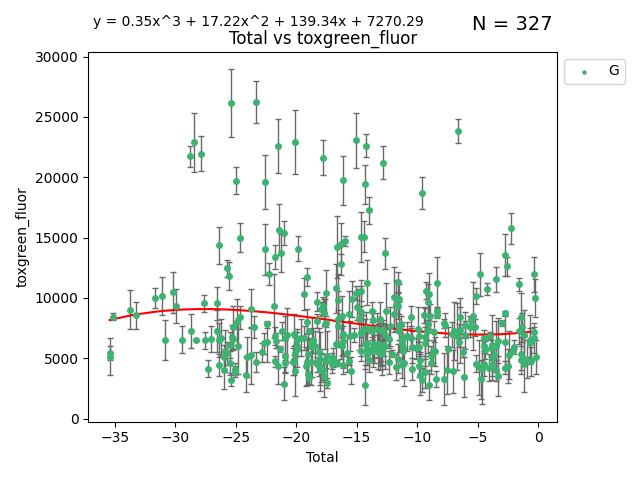 y = 0.35x^3 + 17.22x^2 + 139.34x + 7270.29
N = 327
Total vs toxgreen_fluor
G
30000
25000
20000
15000
10000
5000
0
toxgreen_fluor
−35 −30 −25 −20 −15 −10 −5 0
Total